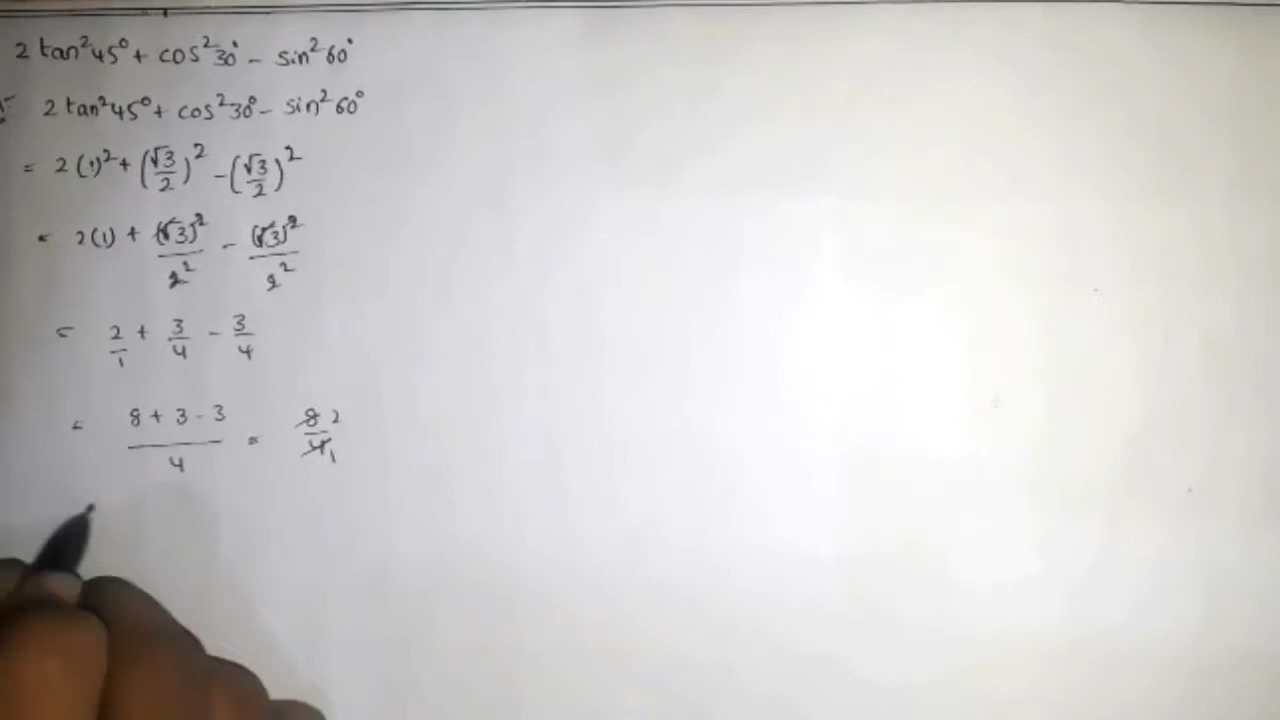 2 tan²45° + cos²30° - sin²60°
2 tan²45° + cos²30° - sin²60°
= 2(1)² + (√3/2)² - (√3/2)²
= 2(1) + (√3)²/2² - (√3)²/2²
= 2/1 + 3/4 - 3/4
= 8 + 3 - 3/4 = 8 2/4 1